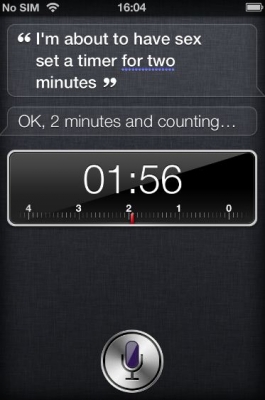 No SIM 16:04
“ I'm about to have sex
set a timer for two
minutes ”
OK, 2 minutes and counting…
01:56
4 3 2 1 0